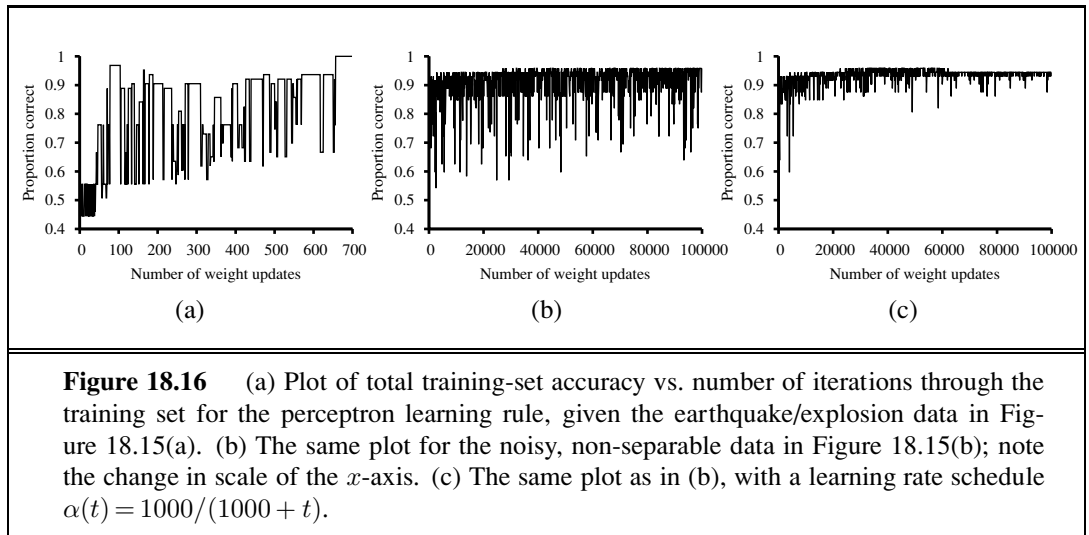 1
0.9
0.8
0.7
0.6
0.5
0.4
Proportion correct
0 100 200 300 400 500 600 700
Number of weight updates
(a)
1
0.9
0.8
0.7
0.6
0.5
0.4
Proportion correct
0 20000 40000 60000 80000 100000
Number of weight updates
(b)
1
0.9
0.8
0.7
0.6
0.5
0.4
Proportion correct
0 20000 40000 60000 80000 100000
Number of weight updates
(c)
Figure 18.16 (a) Plot of total training-set accuracy vs. number of iterations through the
training set for the perceptron learning rule, given the earthquake/explosion data in Fig-
ure 18.15(a). (b) The same plot for the noisy, non-separable data in Figure 18.15(b); note
the change in scale of the x-axis. (c) The same plot as in (b), with a learning rate schedule
α(t) = 1000/(1000 + t).